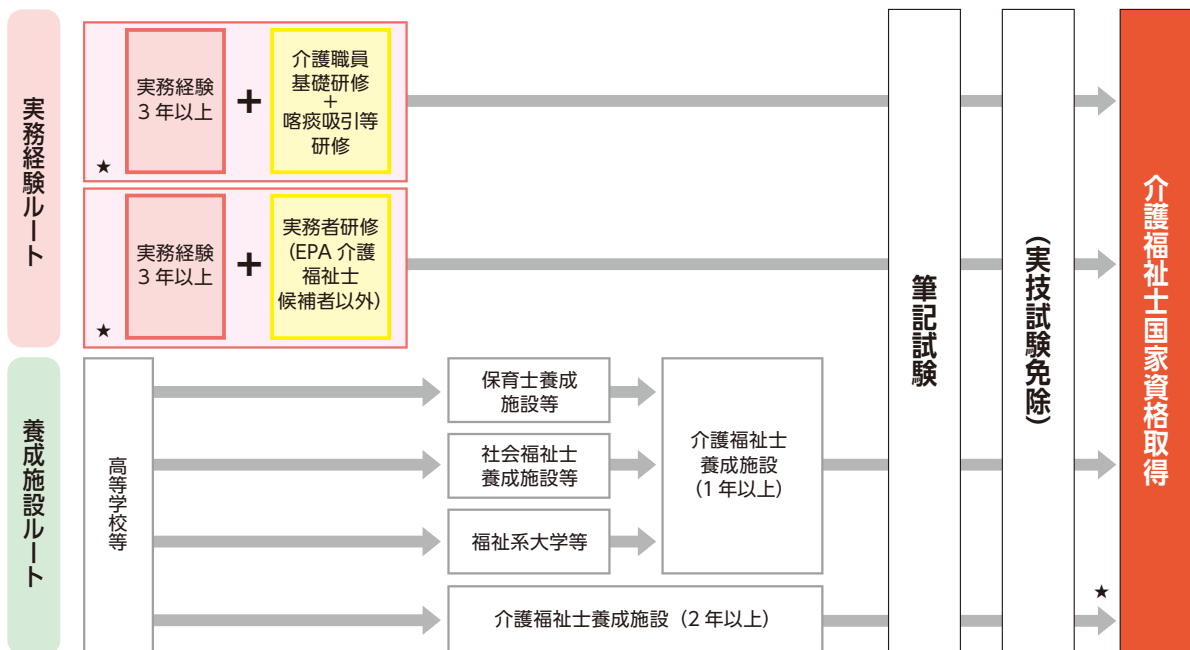 実務経験ルート
実務経験
3年以上
+
介護職員
基礎研修
+
喀痰吸引等
研修
★
実務経験
3年以上
+
実務者研修
(EPA 介護
福祉士
候補者以外)
★
養成施設ルート
高等学校等
保育士養成
施設等
社会福祉士
養成施設等
福祉系大学等
介護福祉士
養成施設
(1年以上)
介護福祉士養成施設(2年以上)
筆記試験
(実技試験免除)
★
介護福祉士国家資格取得